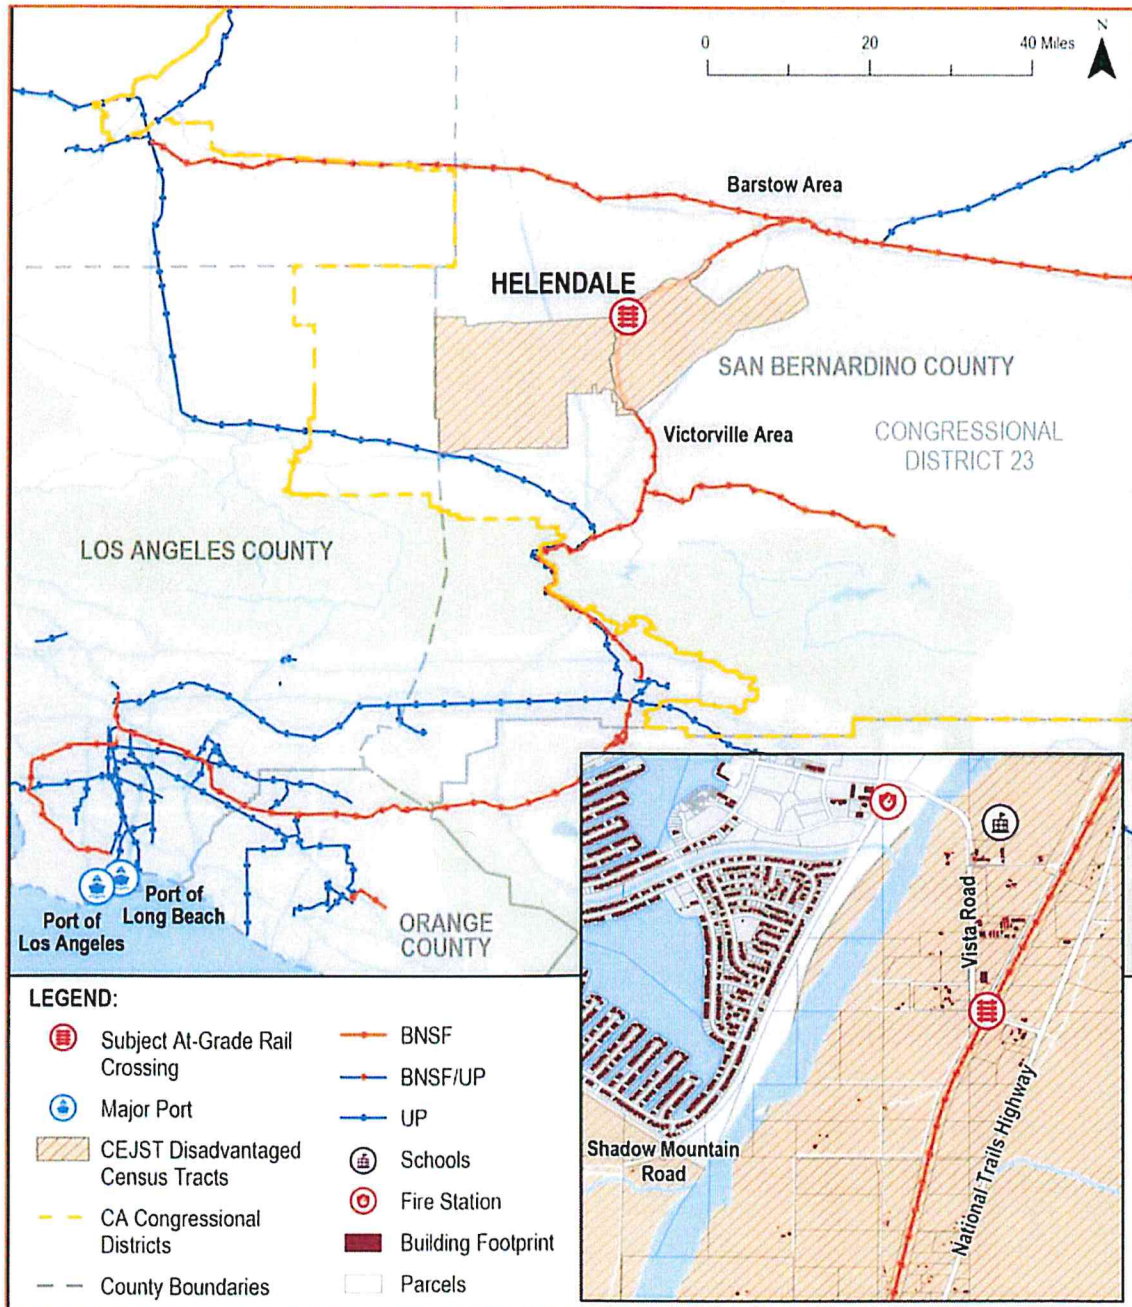 N
0 20 40 Miles
Barstow Area
HELENDALE
SAN BERNARDINO COUNTY
Victorville Area
CONGRESSIONAL
DISTRICT 23
LOS ANGELES COUNTY
Port of
Long Beach
Port of
Los Angeles
ORANGE
COUNTY
Vista Road
Shadow Mountain
Road
National Trails Highway
LEGEND:
Subject At-Grade Rail
Crossing
Major Port
CEJST Disadvantaged
Census Tracts
CA Congressional
Districts
County Boundaries
BNSF
BNSF/UP
UP
Schools
Fire Station
Building Footprint
Parcels